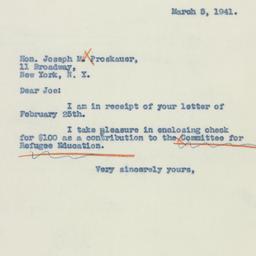 March 5, 1941.
Hon. Joseph M. Proskauer,
11 Broadway,
New York, N. Y.
Dear Joe:
I am in receipt of your letter of
February 25th.
I take pleasure in enclosing check
for $100 as a contribution to the Committee for
Refugee Education.
Very sincerely yours,